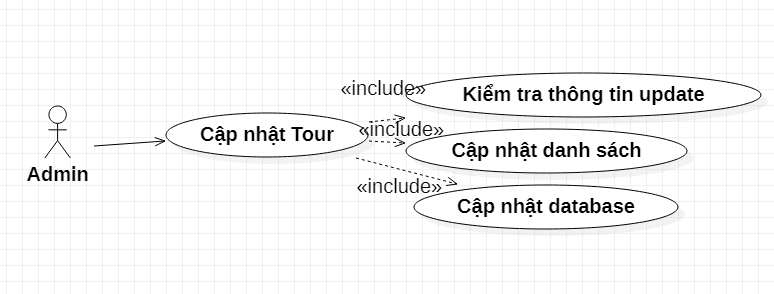 «include»
Kiểm tra thông tin update
Cập nhật Tour
«include»
Cập nhật danh sách
Admin
«include»
Cập nhật database